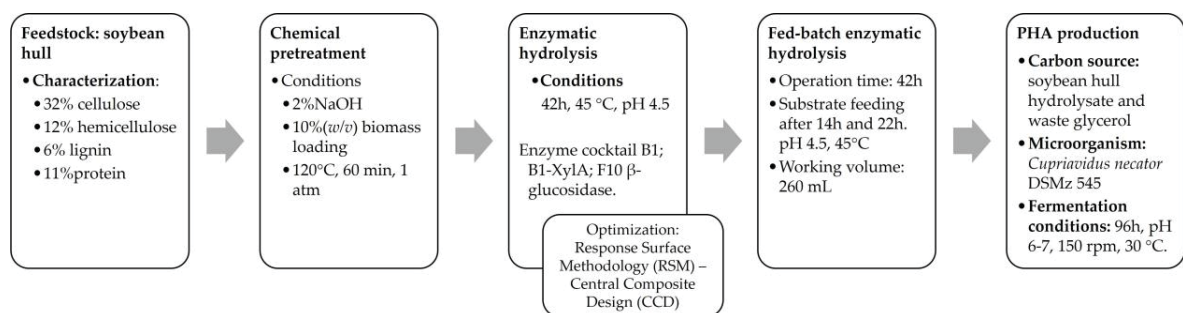 Feedstock: soybean
hull
• Characterization:
• 32% cellulose
• 12% hemicellulose
• 6% lignin
• 11%protein
Chemical
pretreatment
• Conditions
• 2%NaOH
• 10%(w/v) biomass
loading
• 120°C, 60 min, 1
atm
Enzymatic
hydrolysis
• Conditions
42h, 45 °C, pH 4.5
Enzyme cocktail B1;
B1-XylA; F10 β-
glucosidase.
Optimization:
Response Surface
Methodology (RSM) –
Central Composite
Design (CCD)
Fed-batch enzymatic
hydrolysis
• Operation time: 42h
• Substrate feeding
after 14h and 22h.
pH 4.5, 45°C
• Working volume:
260 mL
PHA production
• Carbon source:
soybean hull
hydrolysate and
waste glycerol
• Microorganism:
Cupriavidus necator
DSMz 545
• Fermentation
conditions: 96h, pH
6-7, 150 rpm, 30 °C.